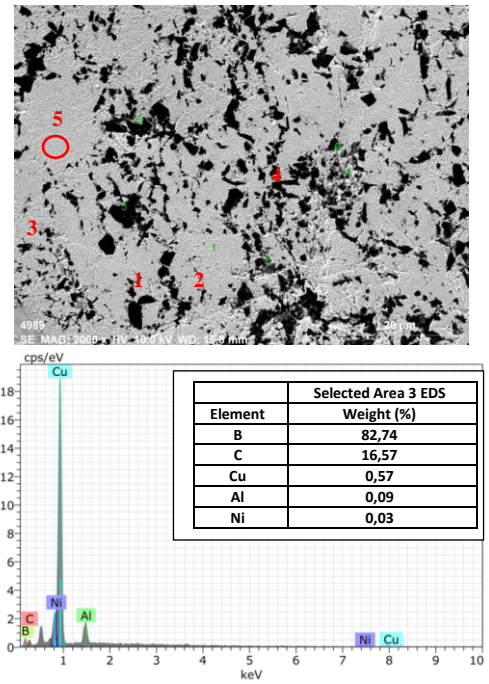 5
4
3
1
1 2
4989
SE MAG: 2000 x HV: 10.0 kV WD: 15.8 mm
20 µm
cps/eV
Cu
Selected Area 3 EDS
Element Weight (%)
B 82,74
C 16,57
Cu 0,57
Al 0,09
Ni 0,03
18
16
14
12
10
8
6
4
2
0
Ni
Al
C
B
Ni Cu
1 2 3 4 5 6 7 8 9 10
keV